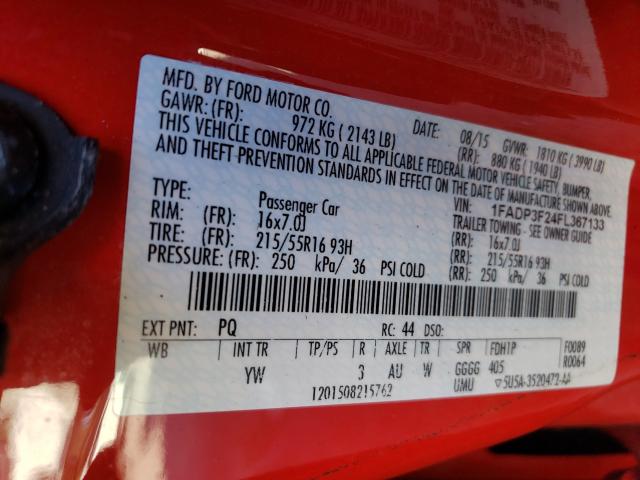 MFD. BY FORD MOTOR CO.
DATE: 08/15 GVWR: 1810 KG ( 3990 LB)
GAWR: (FR): 972 KG ( 2143 LB) (RR): 880 KG ( 1940 LB)
THIS VEHICLE CONFORMS TO ALL APPLICABLE FEDERAL MOTOR VEHICLE SAFETY, BUMPER,
AND THEFT PREVENTION STANDARDS IN EFFECT ON THE DATE OF MANUFACTURE SHOWN ABOVE.
VIN: 1FADP3F24FL367133
TYPE: Passenger Car TRAILER TOWING - SEE OWNER GUIDE
RIM: (FR): 16x7.0J (RR): 16x7.0J
TIRE: (FR): 215/55R16 93H (RR): 215/55R16 93H
PRESSURE: (FR): 250 kPa/ 36 PSI COLD (RR): 250 kPa/ 36 PSI COLD
EXT PNT: PQ RC: 44 DSO:
WB INT TR TP/PS R AXLE TR SPR FDH1P F0089
YW 3 AU W GGGG 405 R0064
1201508215762 UMU ▽5U5A-3520472-AA